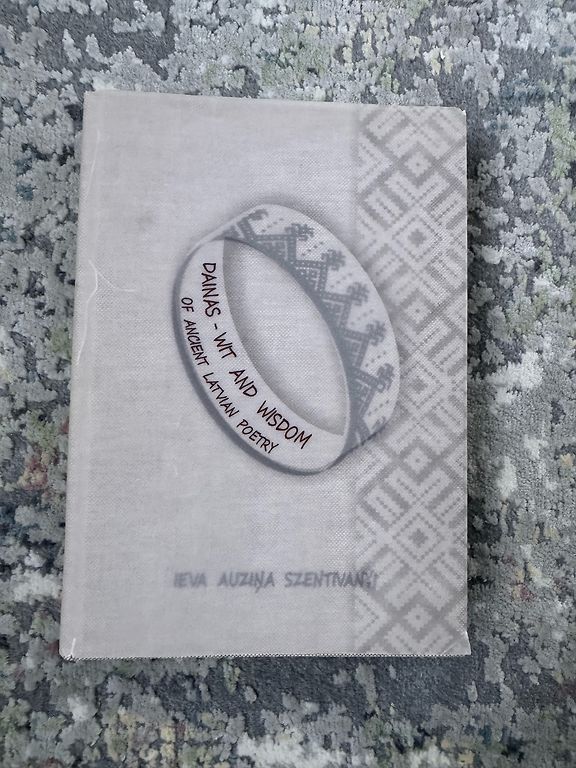 DAINAS - WIT AND WISDOM
OF ANCIENT LATVIAN POETRY
IEVA AUZIŅA SZENTIVANYI